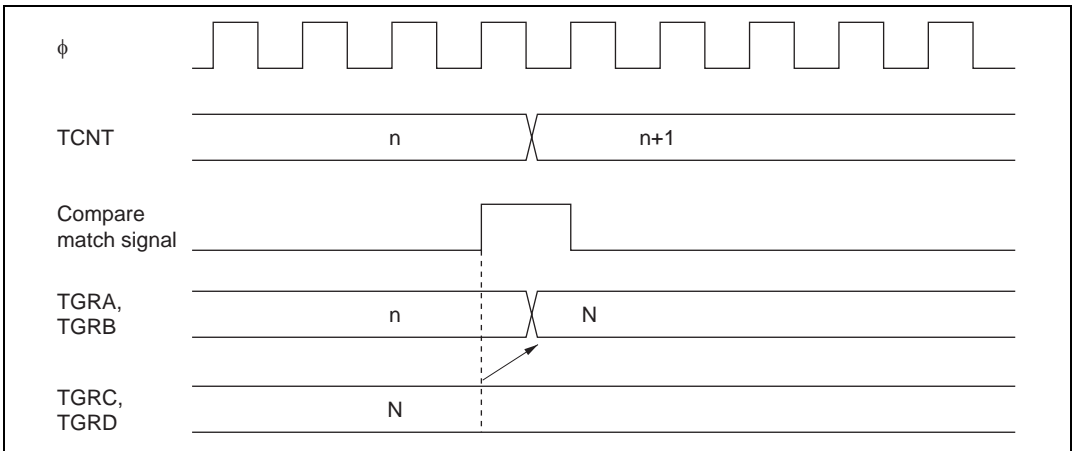 ϕ
TCNT
n
n+1
Compare
match signal
TGRA,
TGRB
n
N
TGRC,
TGRD
N